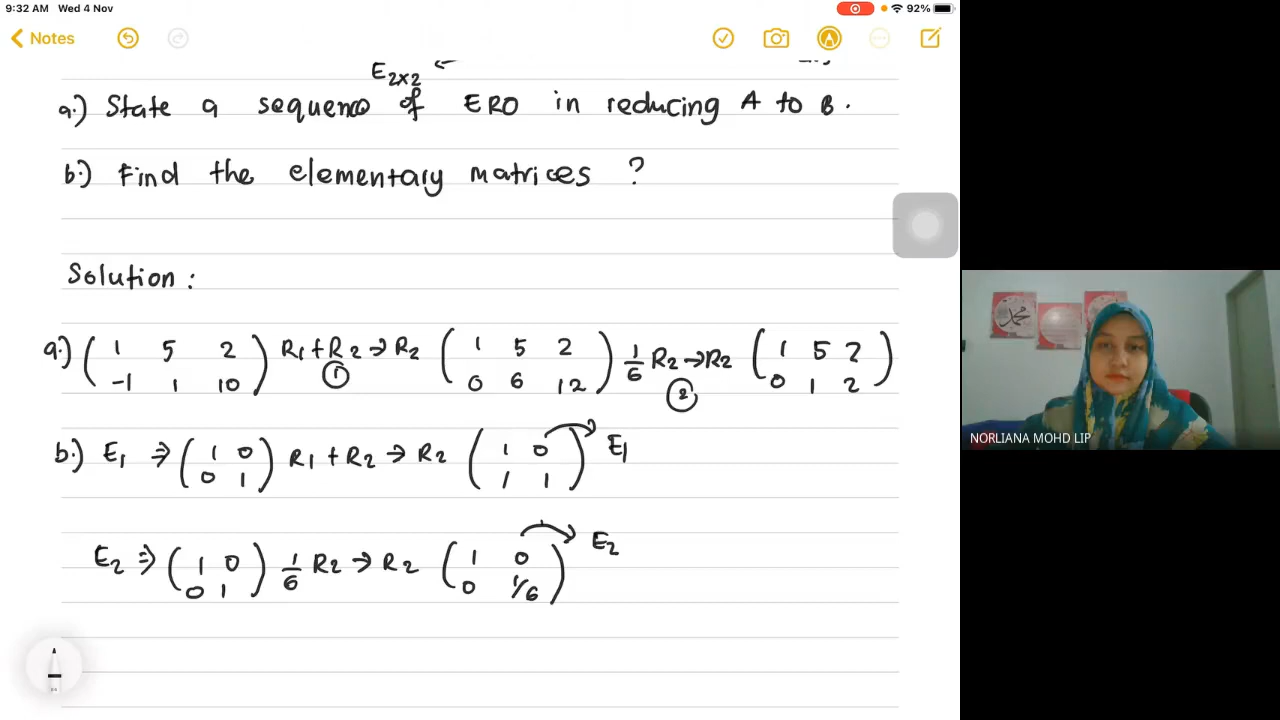 9:32 AM Wed 4 Nov
92%
Notes
E2x2
a.) State a sequence of ERO in reducing A to B.
b.) Find the elementary matrices ?
Solution :
a.) ( 1 5 2 ) R1 + R2 → R2 ( 1 5 2 ) 1/6 R2 → R2 ( 1 5 2 )
( -1 1 10 ) ① ( 0 6 12 ) ② ( 0 1 2 )
b.) E1 ⇒ ( 1 0 ) R1 + R2 → R2 ( 1 0 ) → E1
( 0 1 ) ( 1 1 )
E2 ⇒ ( 1 0 ) 1/6 R2 → R2 ( 1 0 ) → E2
( 0 1 ) ( 0 1/6 )
NORLIANA MOHD LIP